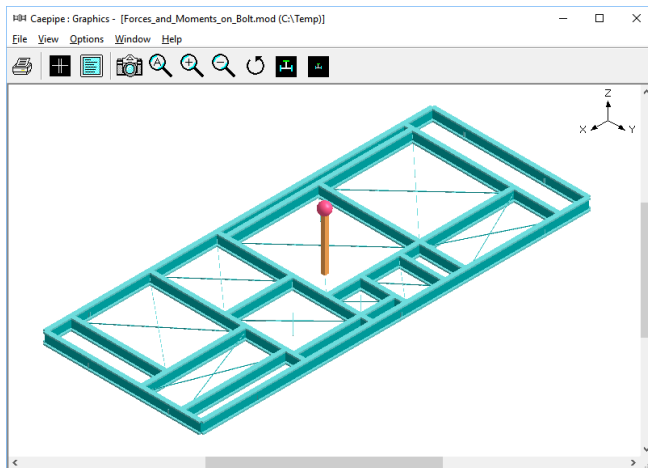 Caepipe : Graphics - [Forces_and_Moments_on_Bolt.mod (C:\Temp)]
File View Options Window Help
A
Z
X Y